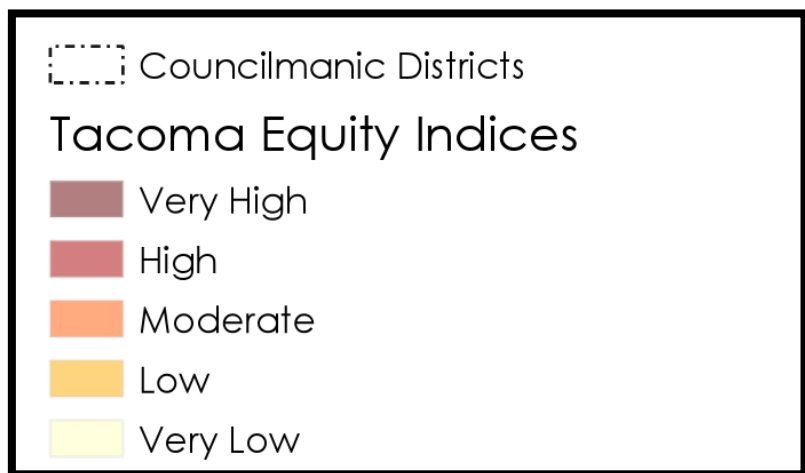 Councilmanic Districts
Tacoma Equity Indices
Very High
High
Moderate
Low
Very Low